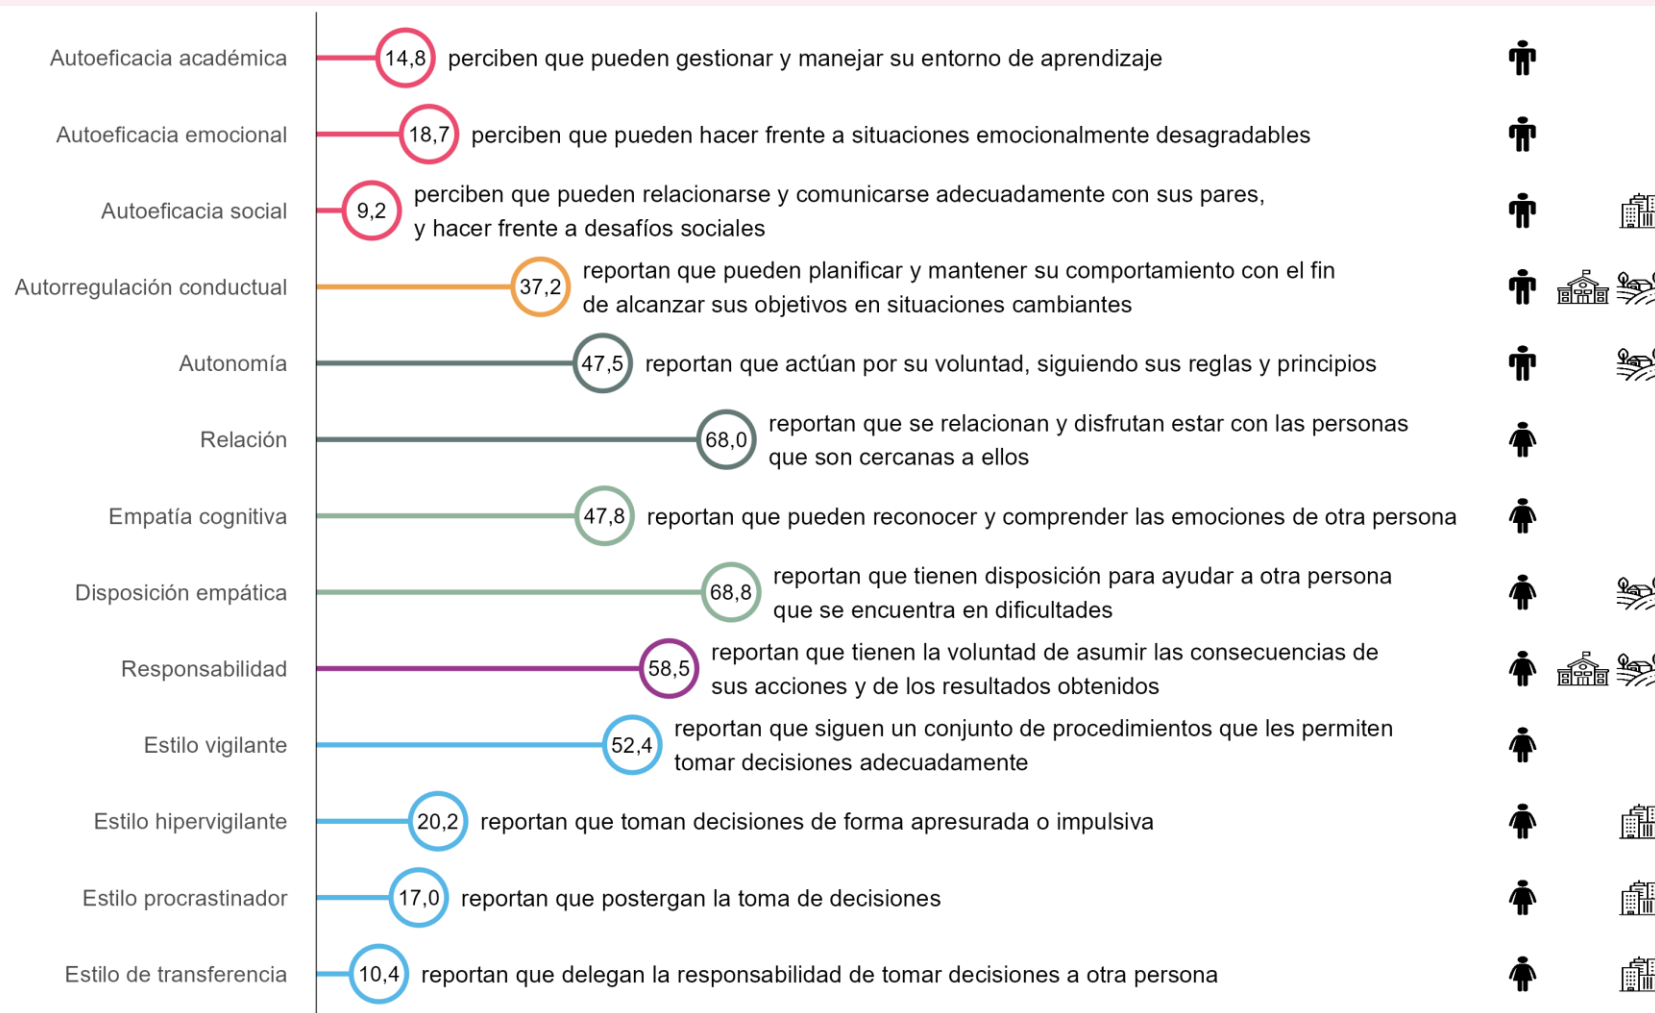 Autoeficacia académica 14,8 perciben que pueden gestionar y manejar su entorno de aprendizaje
Autoeficacia emocional 18,7 perciben que pueden hacer frente a situaciones emocionalmente desagradables
Autoeficacia social 9,2 perciben que pueden relacionarse y comunicarse adecuadamente con sus pares,
y hacer frente a desafíos sociales
Autorregulación conductual 37,2 reportan que pueden planificar y mantener su comportamiento con el fin
de alcanzar sus objetivos en situaciones cambiantes
Autonomía 47,5 reportan que actúan por su voluntad, siguiendo sus reglas y principios
Relación 68,0 reportan que se relacionan y disfrutan estar con las personas
que son cercanas a ellos
Empatía cognitiva 47,8 reportan que pueden reconocer y comprender las emociones de otra persona
Disposición empática 68,8 reportan que tienen disposición para ayudar a otra persona
que se encuentra en dificultades
Responsabilidad 58,5 reportan que tienen la voluntad de asumir las consecuencias de
sus acciones y de los resultados obtenidos
Estilo vigilante 52,4 reportan que siguen un conjunto de procedimientos que les permiten
tomar decisiones adecuadamente
Estilo hipervigilante 20,2 reportan que toman decisiones de forma apresurada o impulsiva
Estilo procrastinador 17,0 reportan que postergan la toma de decisiones
Estilo de transferencia 10,4 reportan que delegan la responsabilidad de tomar decisiones a otra persona